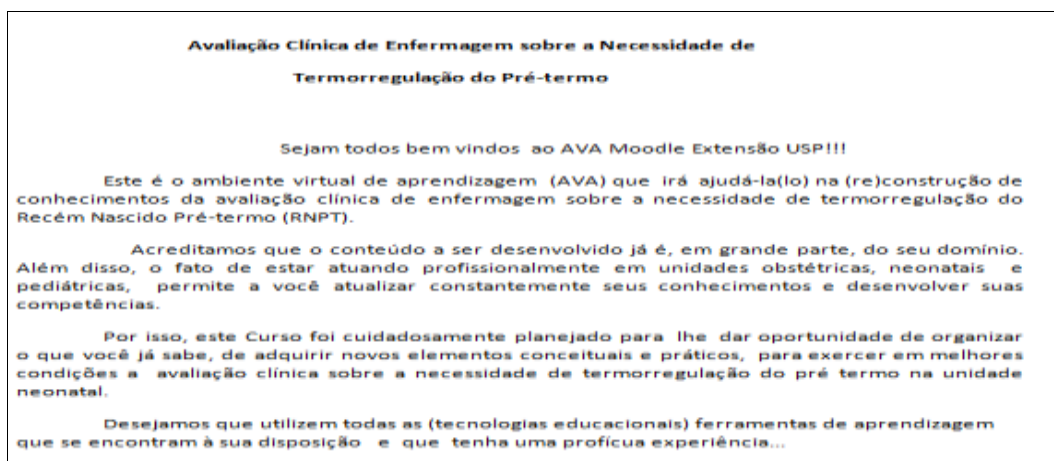 Avaliação Clínica de Enfermagem sobre a Necessidade de
Termorregulação do Pré-termo
Sejam todos bem vindos ao AVA Moodle Extensão USP!!!
Este é o ambiente virtual de aprendizagem (AVA) que irá ajudá-la(lo) na (re)construção de
conhecimentos da avaliação clínica de enfermagem sobre a necessidade de termorregulação do
Recém Nascido Pré-termo (RNPT).
Acreditamos que o conteúdo a ser desenvolvido já é, em grande parte, do seu domínio.
Além disso, o fato de estar atuando profissionalmente em unidades obstétricas, neonatais e
pediátricas, permite a você atualizar constantemente seus conhecimentos e desenvolver suas
competências.
Por isso, este Curso foi cuidadosamente planejado para lhe dar oportunidade de organizar
o que você já sabe, de adquirir novos elementos conceituais e práticos, para exercer em melhores
condições a avaliação clínica sobre a necessidade de termorregulação do pré termo na unidade
neonatal.
Desejamos que utilizem todas as (tecnologias educacionais) ferramentas de aprendizagem
que se encontram à sua disposição e que tenha uma profícua experiência...